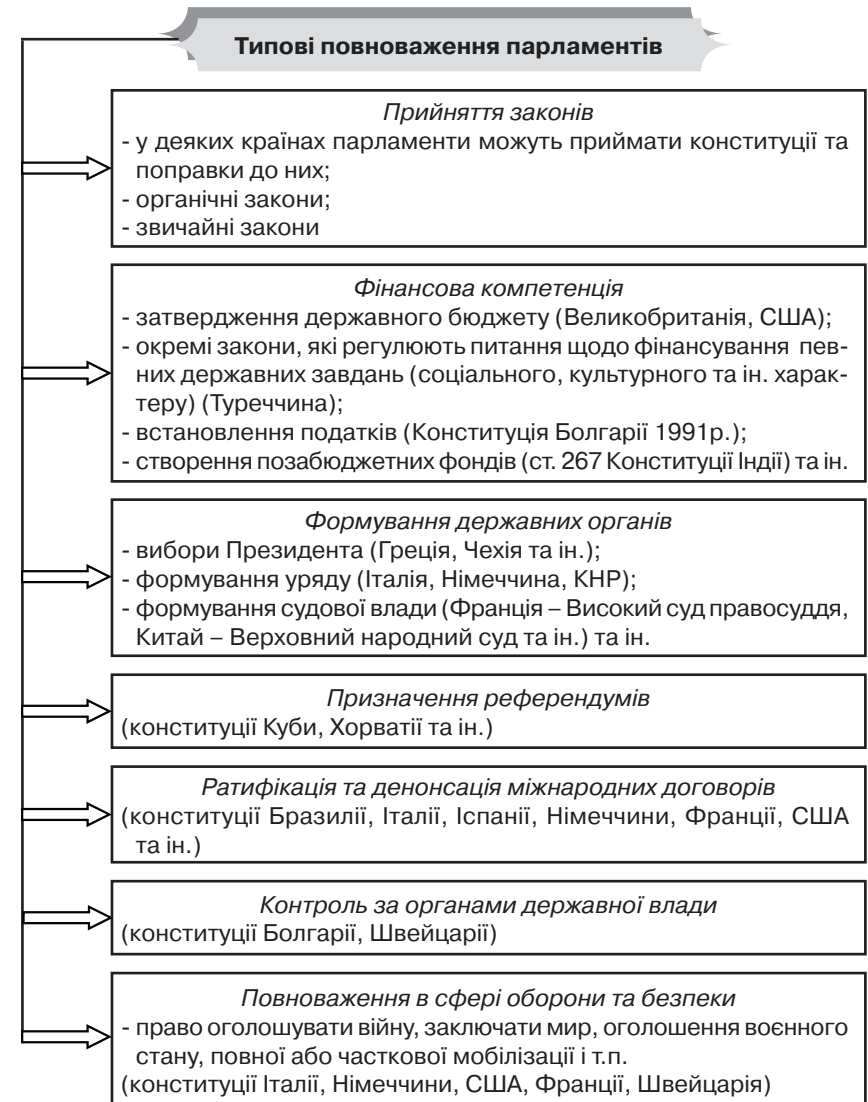 Типові повноваження парламентів
Прийняття законів
- у деяких країнах парламенти можуть приймати конституції та
поправки до них;
- органічні закони;
- звичайні закони
Фінансова компетенція
- затвердження державного бюджету (Великобританія, США);
- окремі закони, які регулюють питання щодо фінансування пев-
них державних завдань (соціального, культурного та ін. харак-
теру) (Туреччина);
- встановлення податків (Конституція Болгарії 1991р.);
- створення позабюджетних фондів (ст. 267 Конституції Індії) та ін.
Формування державних органів
- вибори Президента (Греція, Чехія та ін.);
- формування уряду (Італія, Німеччина, КНР);
- формування судової влади (Франція – Високий суд правосуддя,
Китай – Верховний народний суд та ін.) та ін.
Призначення референдумів
(конституції Куби, Хорватії та ін.)
Ратифікація та денонсація міжнародних договорів
(конституції Бразилії, Італії, Іспанії, Німеччини, Франції, США
та ін.)
Контроль за органами державної влади
(конституції Болгарії, Швейцарії)
Повноваження в сфері оборони та безпеки
- право оголошувати війну, заключати мир, оголошення воєнного
стану, повної або часткової мобілізації і т.п.
(конституції Італії, Німеччини, США, Франції, Швейцарія)